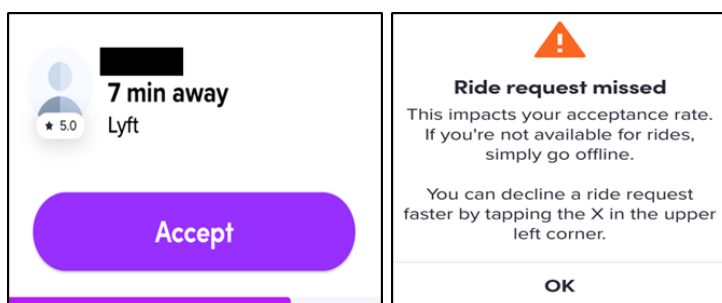 7 min away
★ 5.0
Lyft
Accept
Ride request missed
This impacts your acceptance rate.
If you're not available for rides,
simply go offline.
You can decline a ride request
faster by tapping the X in the upper
left corner.
OK